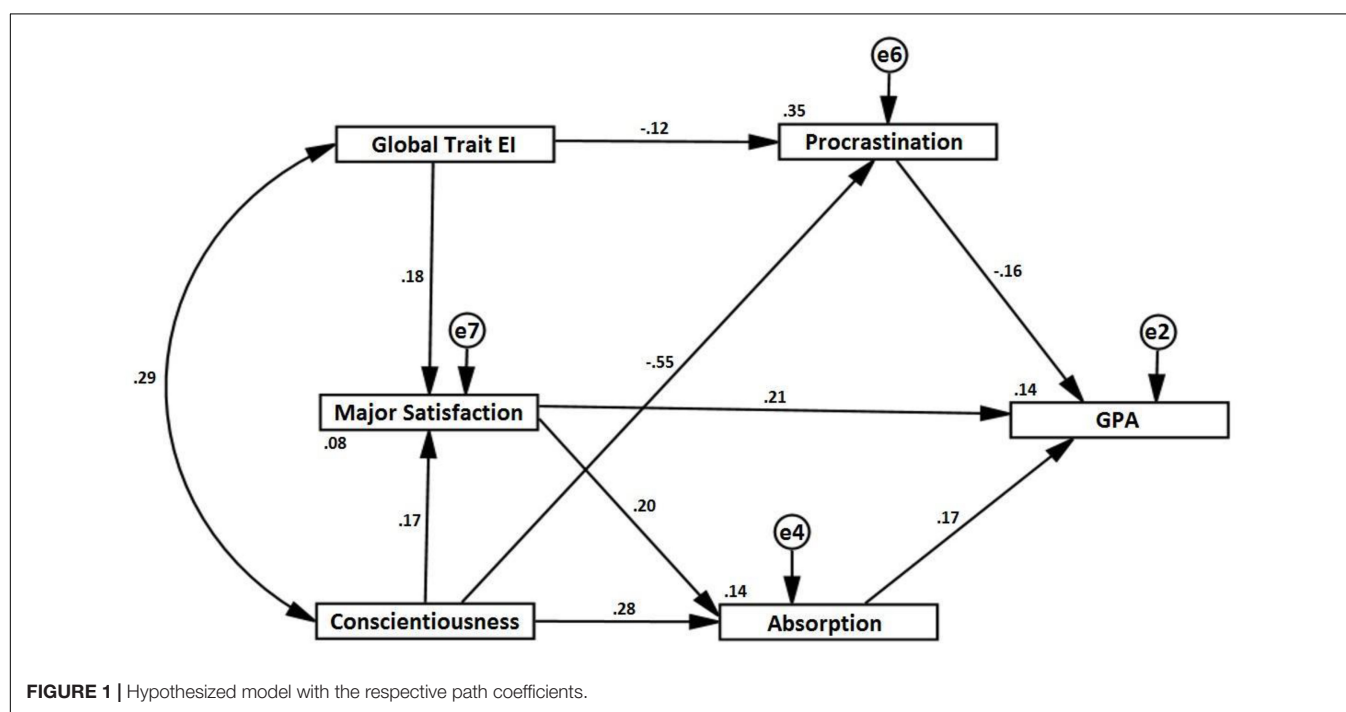 e6
.35
-.12
Global Trait EI
Procrastination
.18
-.16
e7
e2
-.55
.29
.14
.21
Major Satisfaction
GPA
.08
.20
.17
.17
e4
.14
.28
Conscientiousness
Absorption
FIGURE 1 | Hypothesized model with the respective path coefficients.